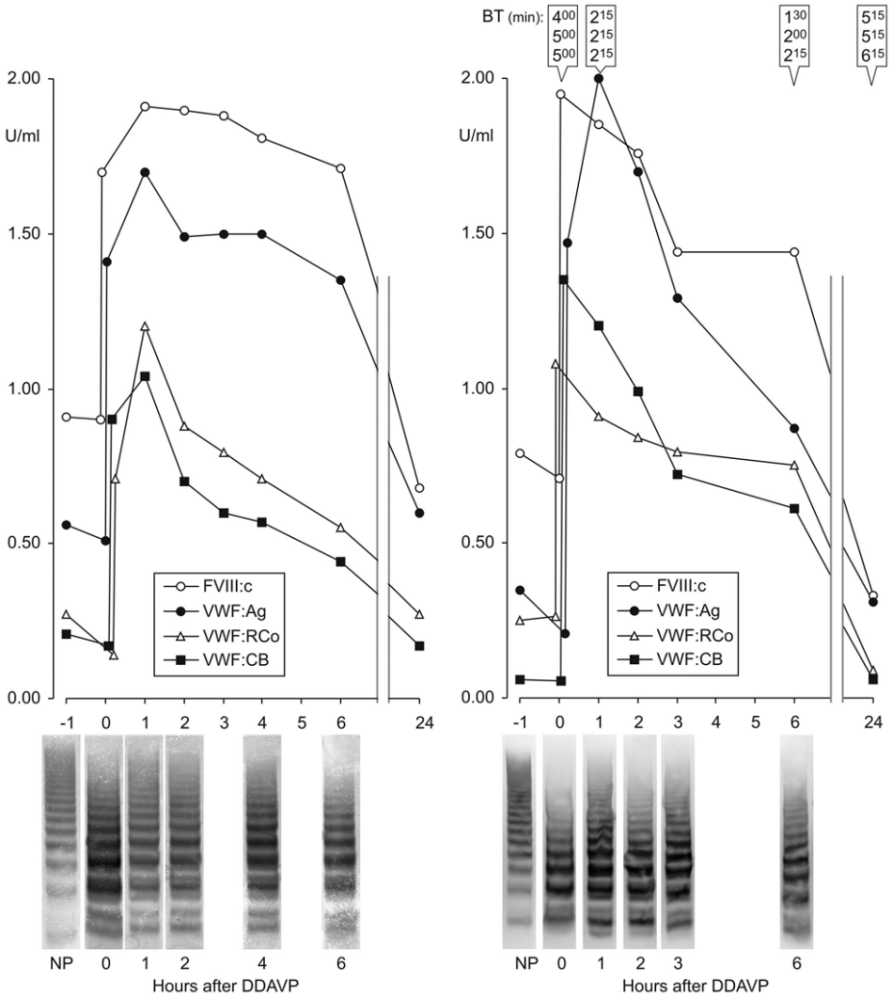 BT (min): 4⁰⁰ 2¹⁵ 1³⁰ 5¹⁵
5⁰⁰ 2¹⁵ 2⁰⁰ 5¹⁵
5⁰⁰ 2¹⁵ 2¹⁵ 6¹⁵
2.00
U/ml
1.50
1.00
0.50
0.00
FVIII:c
VWF:Ag
VWF:RCo
VWF:CB
-1 0 1 2 3 4 5 6 24
NP 0 1 2 4 6
Hours after DDAVP
2.00
U/ml
1.50
1.00
0.50
0.00
FVIII:c
VWF:Ag
VWF:RCo
VWF:CB
-1 0 1 2 3 4 5 6 24
NP 0 1 2 3 6
Hours after DDAVP